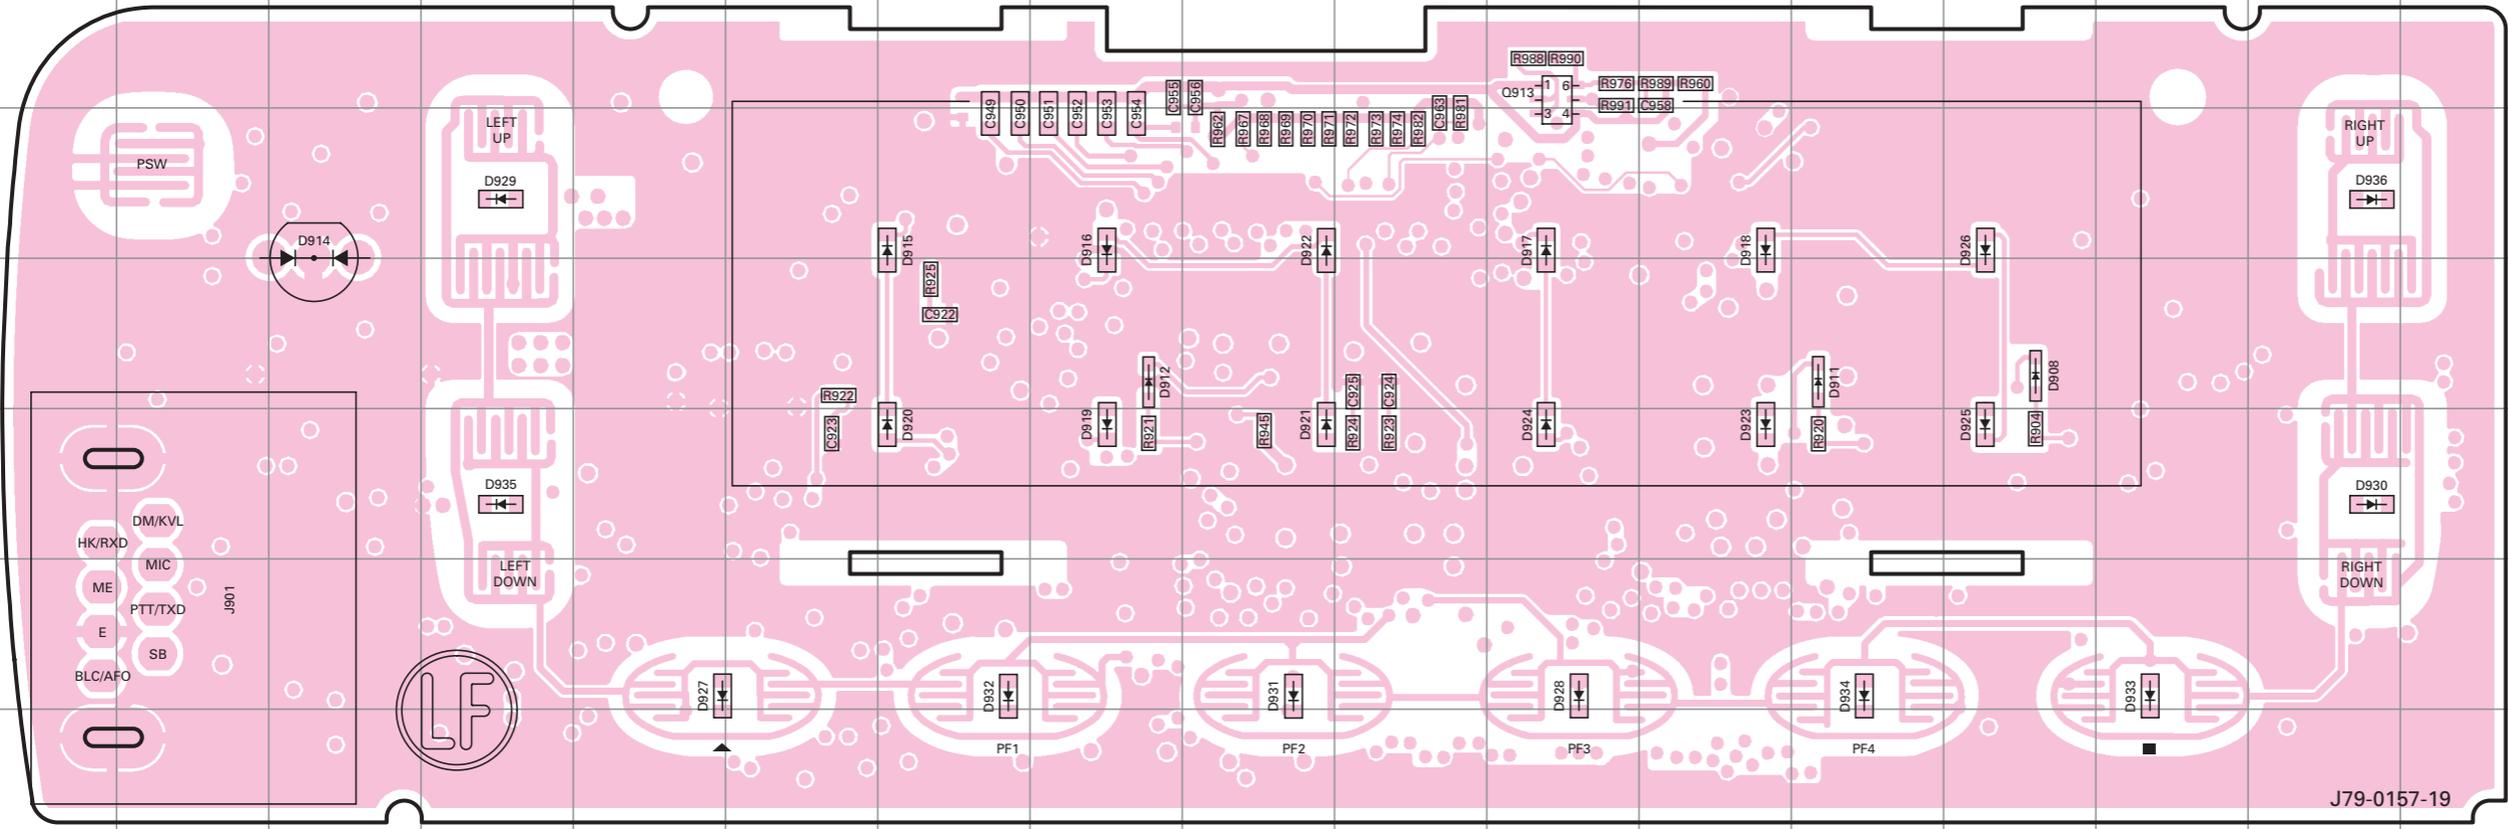 R988 R990
R976 R989 R960
Q913 1 6
R991 C958
3 4
C949 C950 C951 C952 C953 C954 C955 C956
R962 R967 R968 R969 R970 R971 R972 R973 R974 R982 C963 R981
PSW
LEFT
UP
D929
RIGHT
UP
D936
D914
D915
D916
D922
D917
D918
D926
R925
C922
R922
C923
D920
D919
D912
R921
R945
D921
C925
R924
C924
R923
D924
D923
D911
R920
D925
D908
R904
D935
LEFT
DOWN
D930
RIGHT
DOWN
DM/KVL
HK/RXD
MIC
ME
PTT/TXD
E
SB
BLC/AFO
J901
LF
D927
D932
D931
D928
D934
D933
PF1
PF2
PF3
PF4
J79-0157-19